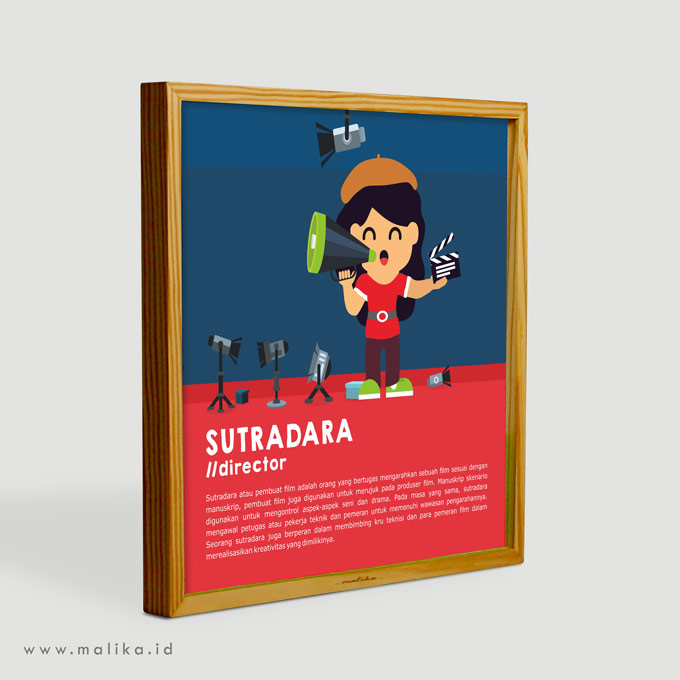 SUTRADARA
//director
Sutradara atau pembuat film adalah orang yang bertugas mengarahkan sebuah film sesuai dengan
manuskrip, pembuat film juga digunakan untuk merujuk pada produser film. Manuskrip skenario
digunakan untuk mengontrol aspek-aspek seni dan drama. Pada masa yang sama, sutradara
mengawal petugas atau pekerja teknik dan pemeran untuk memenuhi wawasan pengarahannya.
Seorang sutradara juga berperan dalam membimbing kru teknisi dan para pemeran film dalam
merealisasikan kreativitas yang dimilikinya.
malika
www.malika.id